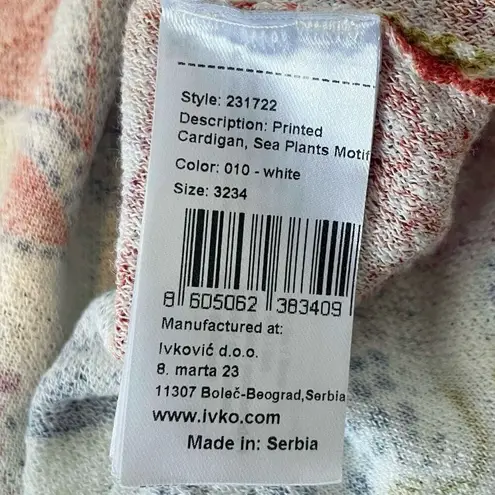 Style: 231722
Description: Printed
Cardigan, Sea Plants Motif
Color: 010 - white
Size: 3234
8 605062 383409
Manufactured at:
Ivković d.o.o.
8. marta 23
11307 Boleč-Beograd,Serbia
www.ivko.com
Made in: Serbia